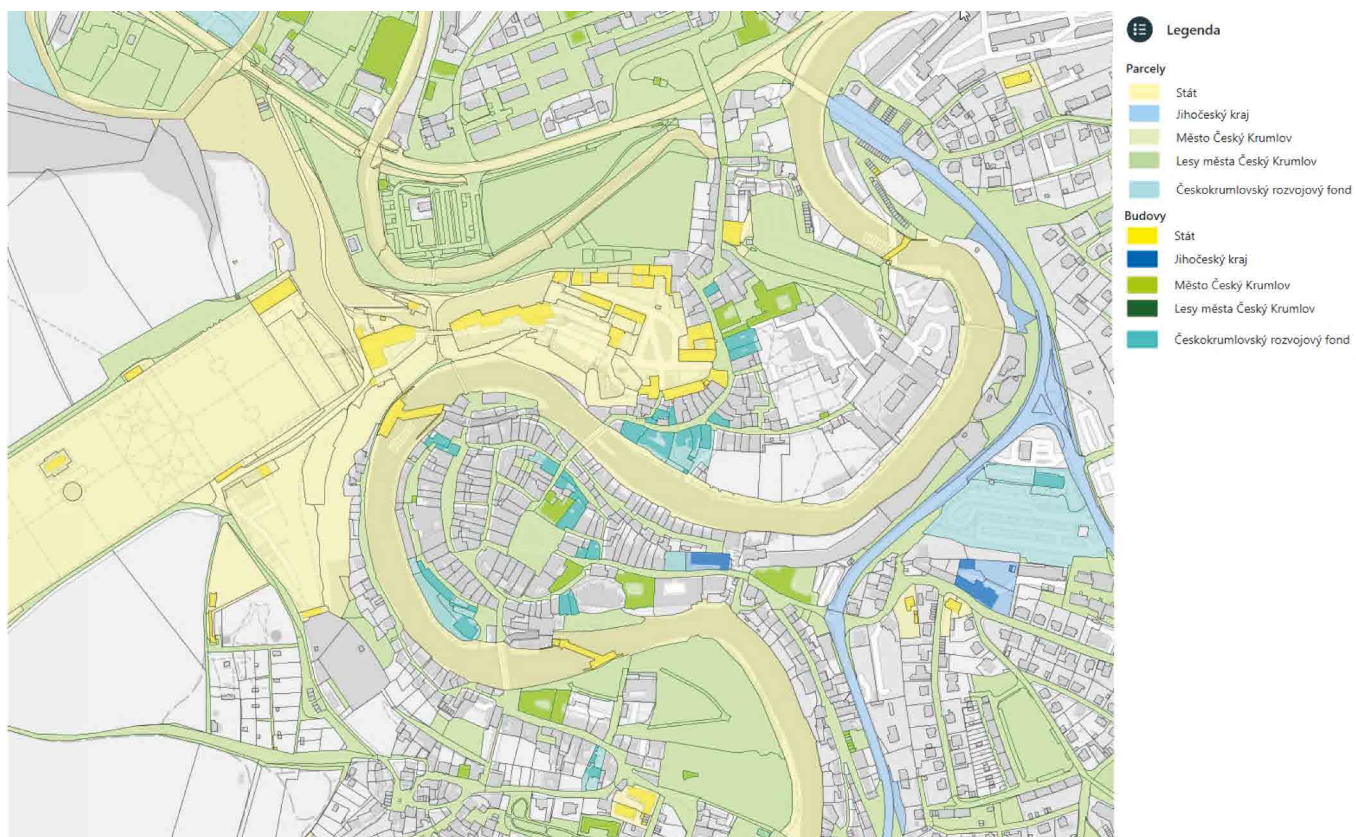 Legenda
Parcely
Stát
Jihočeský kraj
Město Český Krumlov
Lesy města Český Krumlov
Českokrumlovský rozvojový fond
Budovy
Stát
Jihočeský kraj
Město Český Krumlov
Lesy města Český Krumlov
Českokrumlovský rozvojový fond